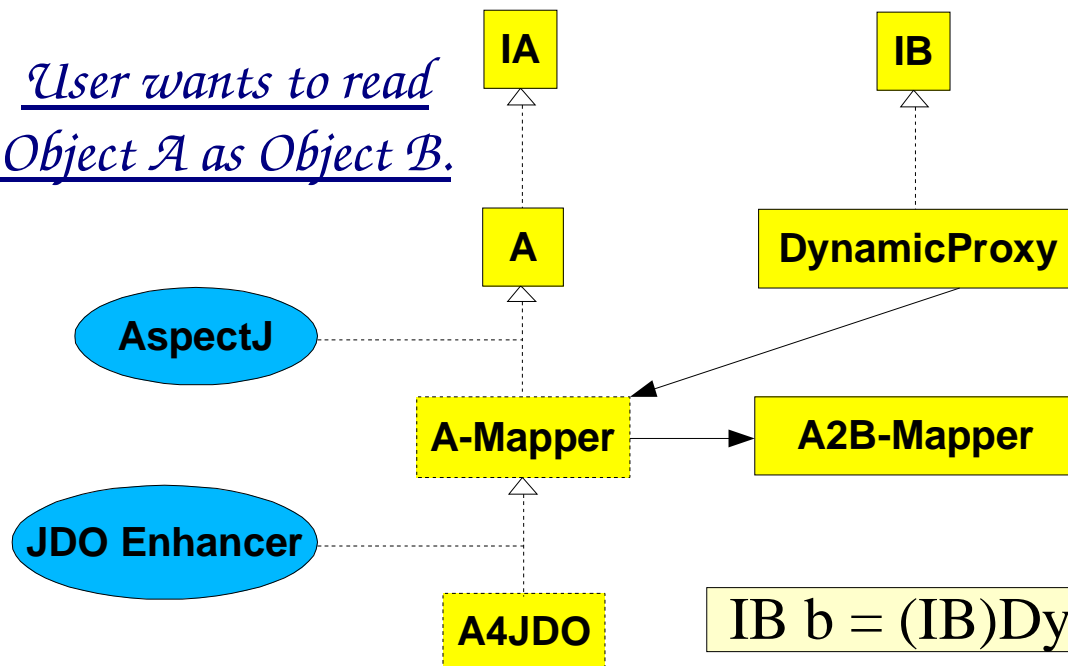 User wants to read
Object A as Object B.
IA
IB
A
DynamicProxy
AspectJ
A-Mapper
A2B-Mapper
JDO Enhancer
A4JDO
IB b = (IB)Dy